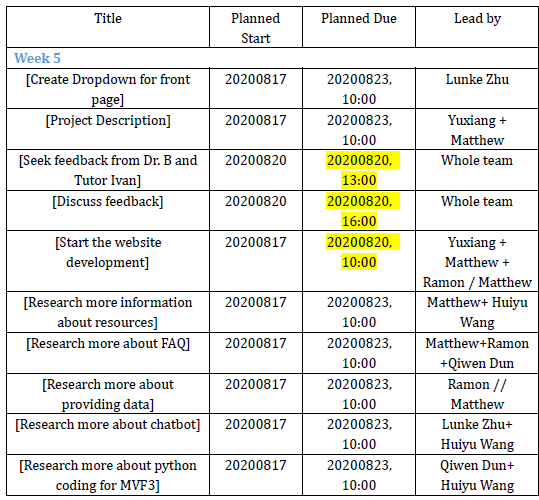 Title Planned Start Planned Due Lead by
Week 5
[Create Dropdown for front page] 20200817 20200823, 10:00 Lunke Zhu
[Project Description] 20200817 20200823, 10:00 Yuxiang + Matthew
[Seek feedback from Dr. B and Tutor Ivan] 20200820 20200820, 13:00 Whole team
[Discuss feedback] 20200820 20200820, 16:00 Whole team
[Start the website development] 20200817 20200820, 10:00 Yuxiang + Matthew + Ramon / Matthew
[Research more information about resources] 20200817 20200823, 10:00 Matthew+ Huiyu Wang
[Research more about FAQ] 20200817 20200823, 10:00 Matthew+Ramon +Qiwen Dun
[Research more about providing data] 20200817 20200823, 10:00 Ramon // Matthew
[Research more about chatbot] 20200817 20200823, 10:00 Lunke Zhu+ Huiyu Wang
[Research more about python coding for MVF3] 20200817 20200823, 10:00 Qiwen Dun+ Huiyu Wang